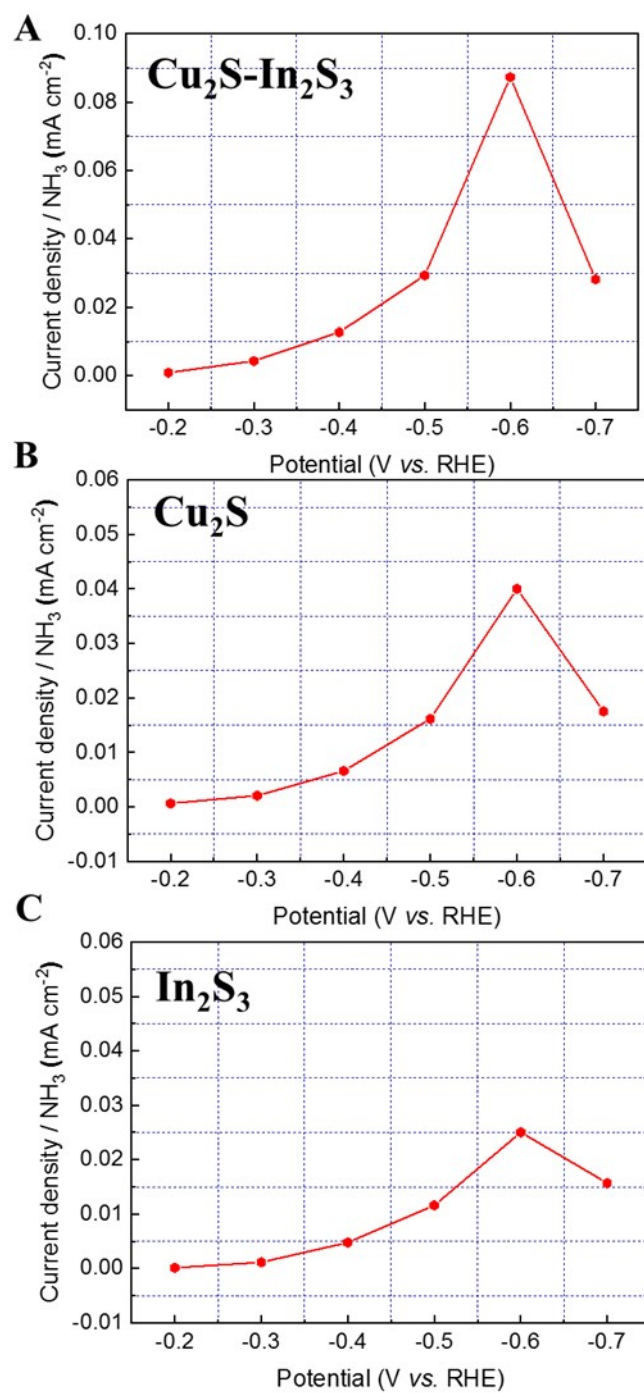 A
Cu₂S-In₂S₃
Current density / NH₃ (mA cm⁻²)
0.10
0.08
0.06
0.04
0.02
0.00
-0.2 -0.3 -0.4 -0.5 -0.6 -0.7
Potential (V vs. RHE)
B
Cu₂S
Current density / NH₃ (mA cm⁻²)
0.06
0.05
0.04
0.03
0.02
0.01
0.00
-0.01
-0.2 -0.3 -0.4 -0.5 -0.6 -0.7
Potential (V vs. RHE)
C
In₂S₃
Current density / NH₃ (mA cm⁻²)
0.06
0.05
0.04
0.03
0.02
0.01
0.00
-0.01
-0.2 -0.3 -0.4 -0.5 -0.6 -0.7
Potential (V vs. RHE)